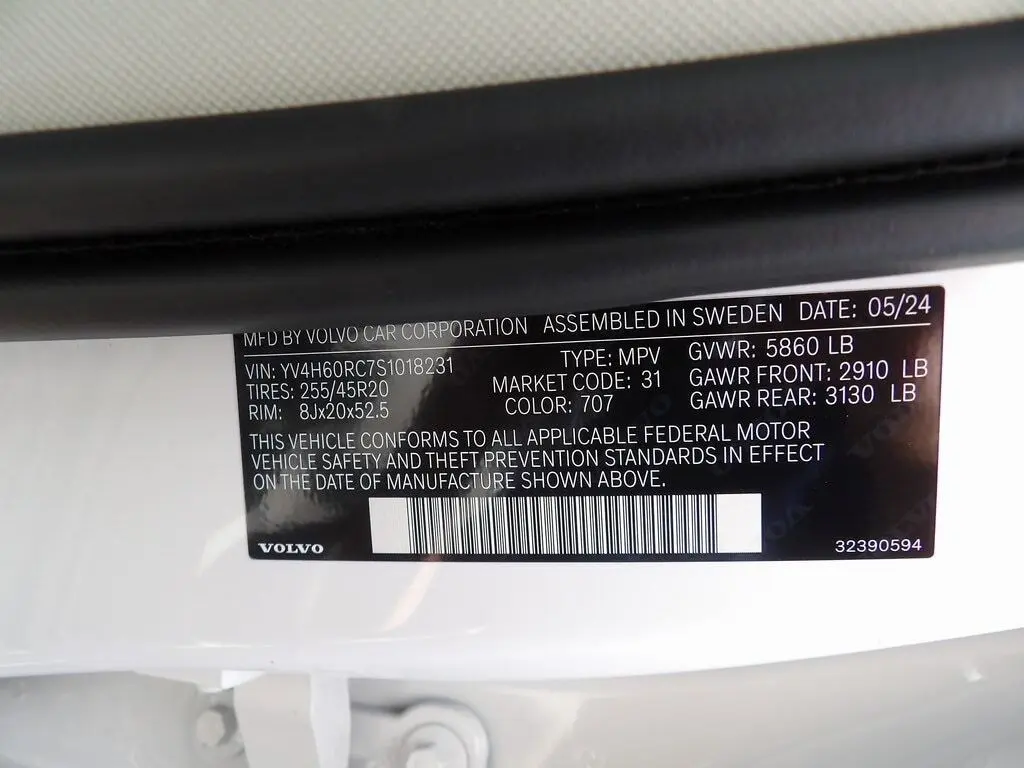 MFD BY VOLVO CAR CORPORATION ASSEMBLED IN SWEDEN DATE: 05/24
VIN: YV4H60RC7S1018231 TYPE: MPV GVWR: 5860 LB
TIRES: 255/45R20 MARKET CODE: 31 GAWR FRONT: 2910 LB
RIM: 8Jx20x52.5 COLOR: 707 GAWR REAR: 3130 LB
THIS VEHICLE CONFORMS TO ALL APPLICABLE FEDERAL MOTOR
VEHICLE SAFETY AND THEFT PREVENTION STANDARDS IN EFFECT
ON THE DATE OF MANUFACTURE SHOWN ABOVE.
VOLVO 32390594